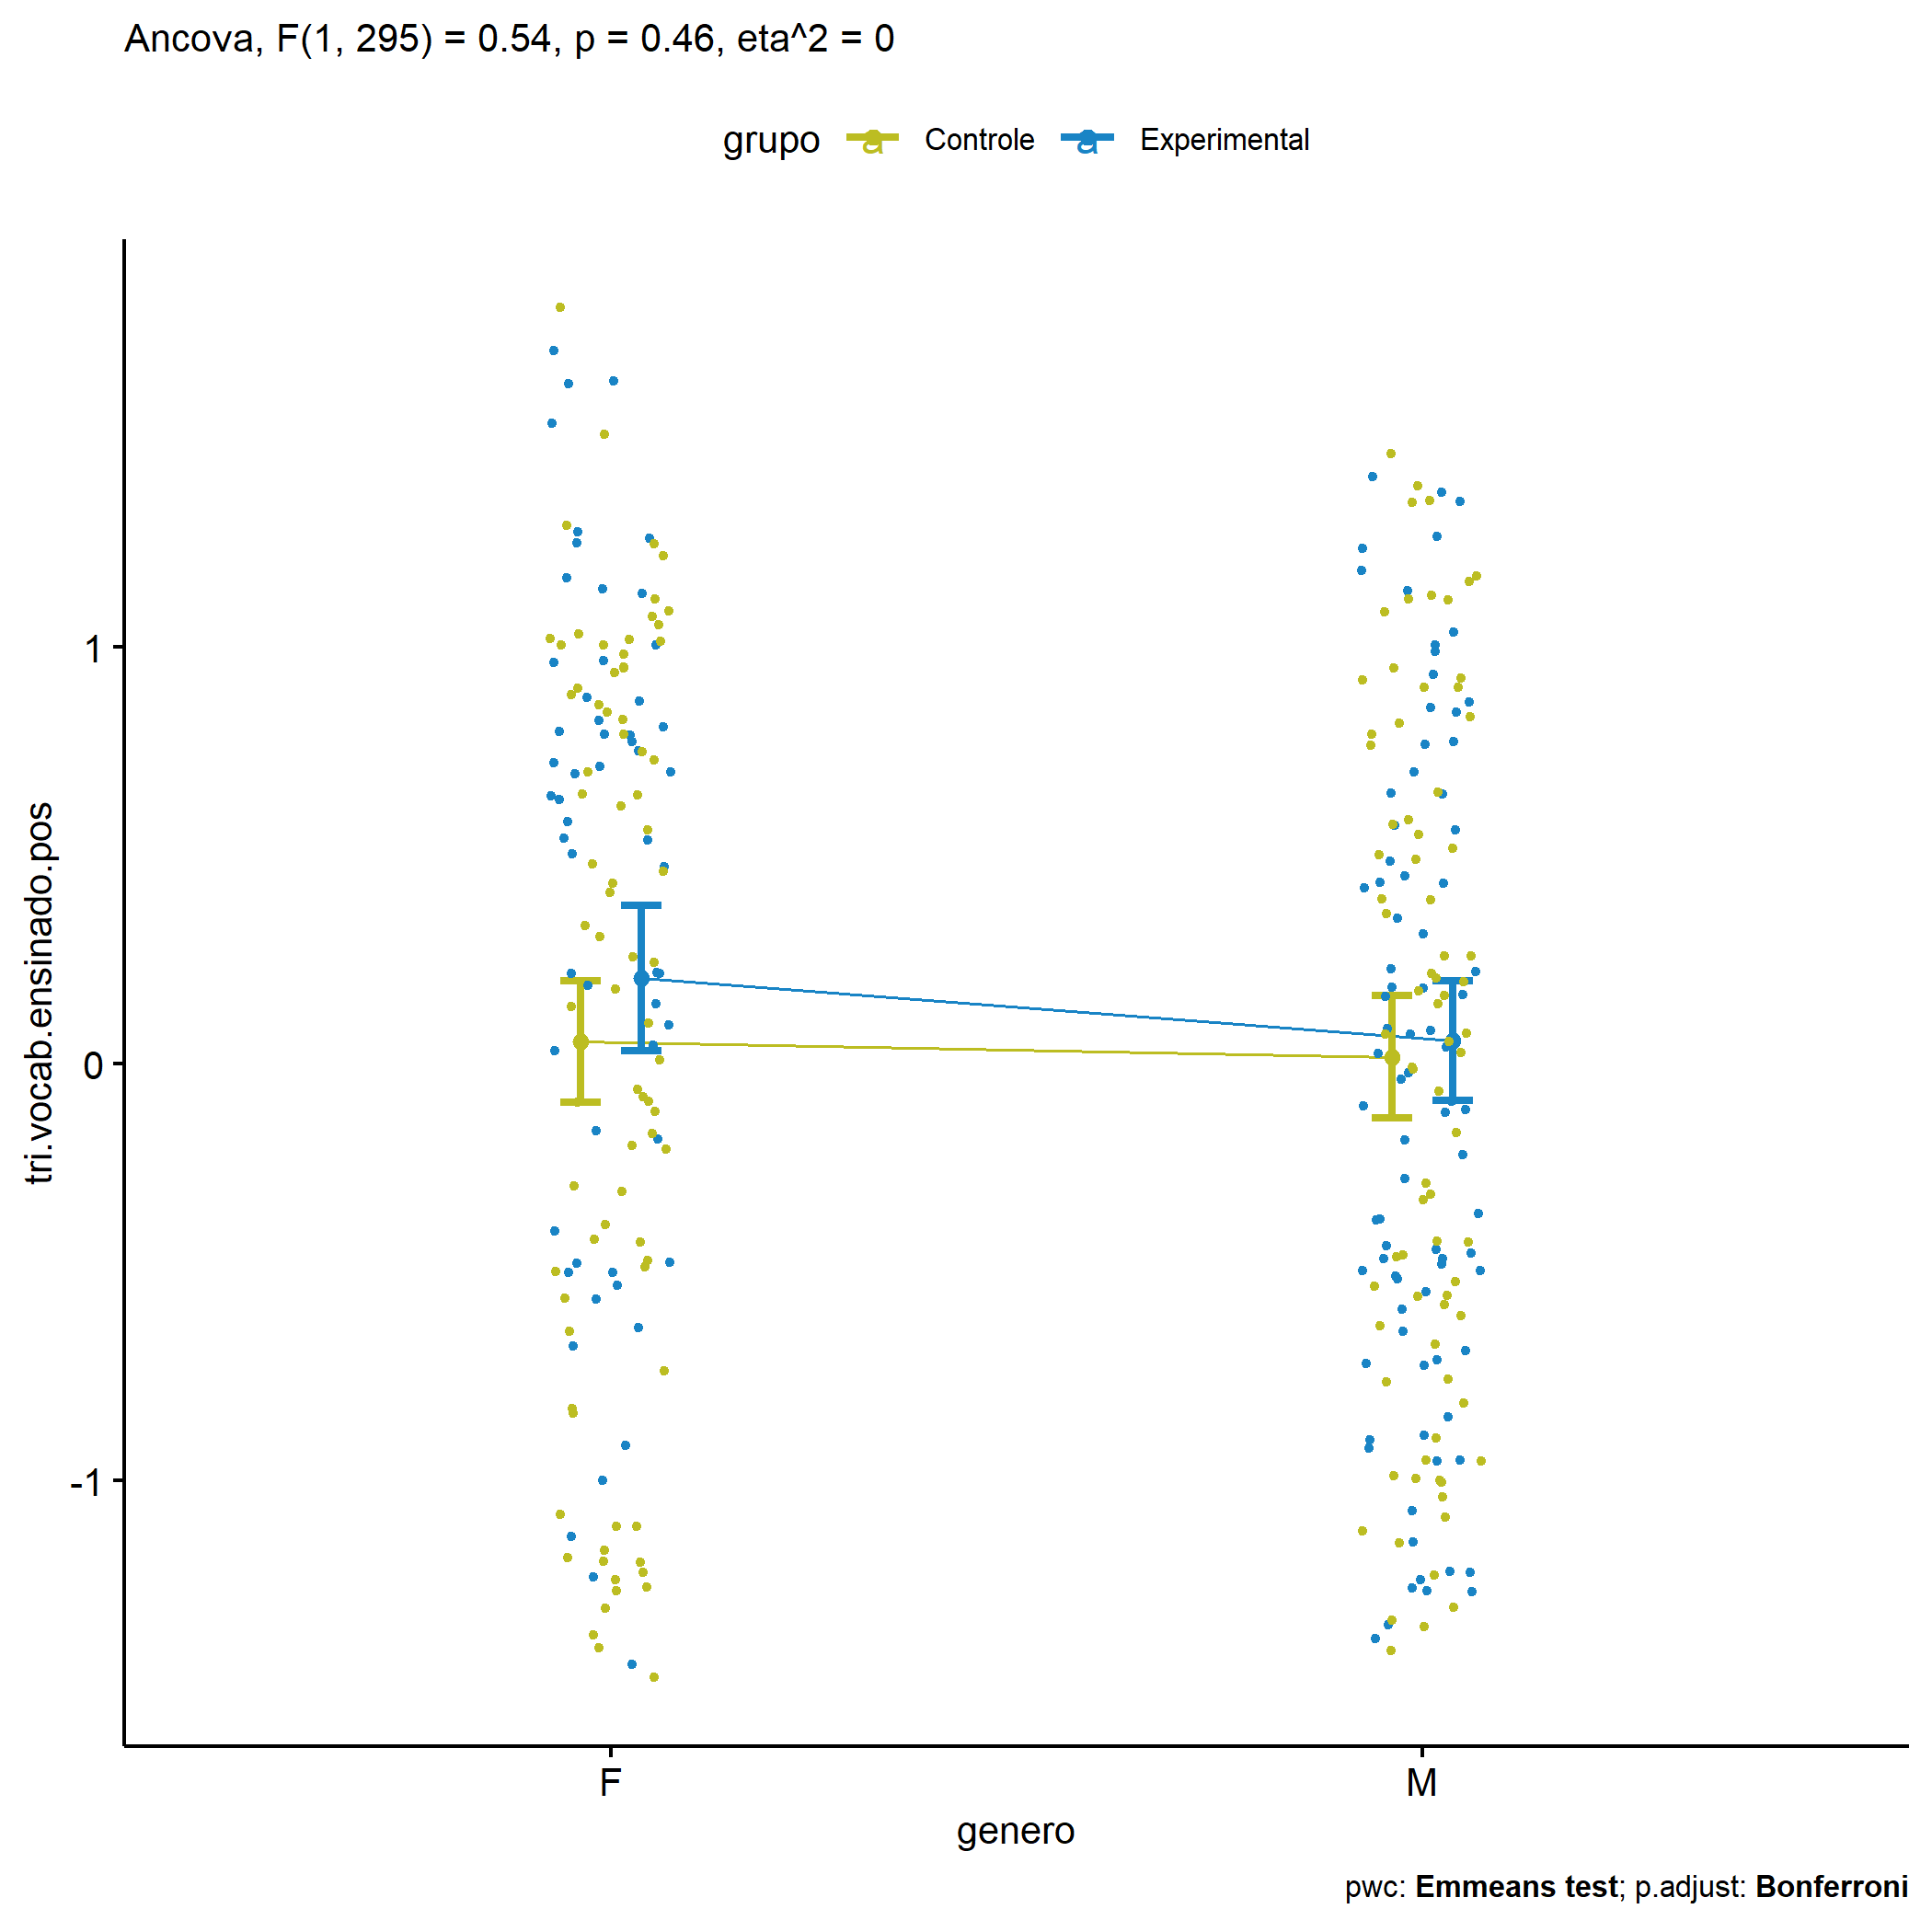 Ancova, F(1, 295) = 0.54, p = 0.46, eta^2 = 0
grupo a Controle a Experimental
tri.vocab.ensinado.pos
1
0
-1
F M
genero
pwc: Emmeans test; p.adjust: Bonferroni